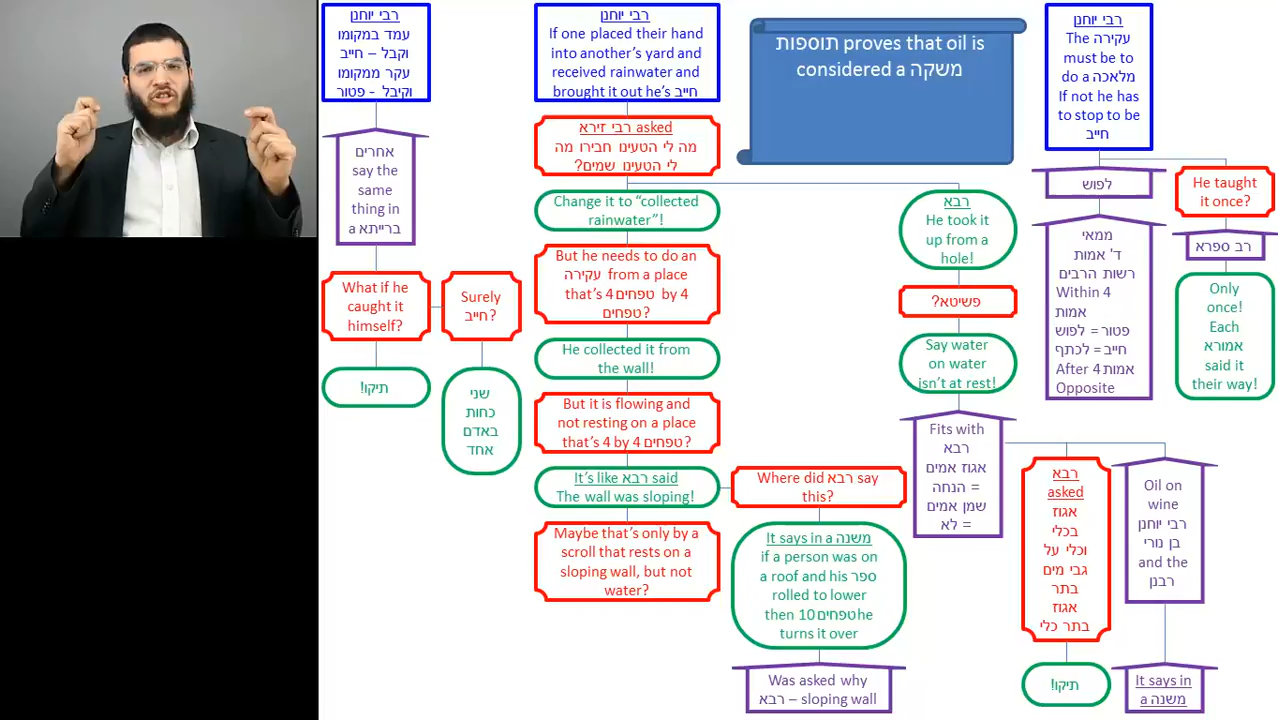 רבי יוחנן
עמד במקומו
וקבל – חייב
עקר ממקומו
וקיבל - פטור
אחרים
say the
same
thing in
a ברייתא
What if he
caught it
himself?
תיקו!
Surely
חייב?
שני
כחות
באדם
אחד
רבי יוחנן
If one placed their hand
into another's yard and
received rainwater and
brought it out he's חייב
רבי זירא asked
מה לי הטעינו חבירו מה
לי הטעינו שמים?
Change it to "collected
rainwater"!
But he needs to do an
עקירה from a place
that's 4 טפחים by 4
טפחים?
He collected it from
the wall!
But it is flowing and
not resting on a place
that's 4 by 4 טפחים?
It's like רבא said
The wall was sloping!
Maybe that's only by a
scroll that rests on a
sloping wall, but not
water?
Where did רבא say
this?
It says in a משנה
if a person was on
a roof and his ספר
rolled to lower
then 10 טפחים he
turns it over
Was asked why
רבא – sloping wall
תוספות proves that oil is
considered a משקה
רבא
He took it
up from a
hole!
פשיטא?
Say water
on water
isn't at rest!
Fits with
רבא
אגוז אמים
= הנחה
שמן אמים
= לא
רבא
asked
אגוז
בכלי
וכלי על
גבי מים
בתר
אגוז
בתר כלי
תיקו!
Oil on
wine
רבי יוחנן
בן נורי
and the
רבנן
It says in
a משנה
רבי יוחנן
The עקירה
must be to
do a מלאכה
If not he has
to stop to be
חייב
לפוש
ממאי
ד' אמות
רשות הרבים
Within 4
אמות
פטור = לפוש
חייב = לכתף
After 4 אמות
Opposite
He taught
it once?
רב ספרא
Only
once!
Each
אמורא
said it
their way!